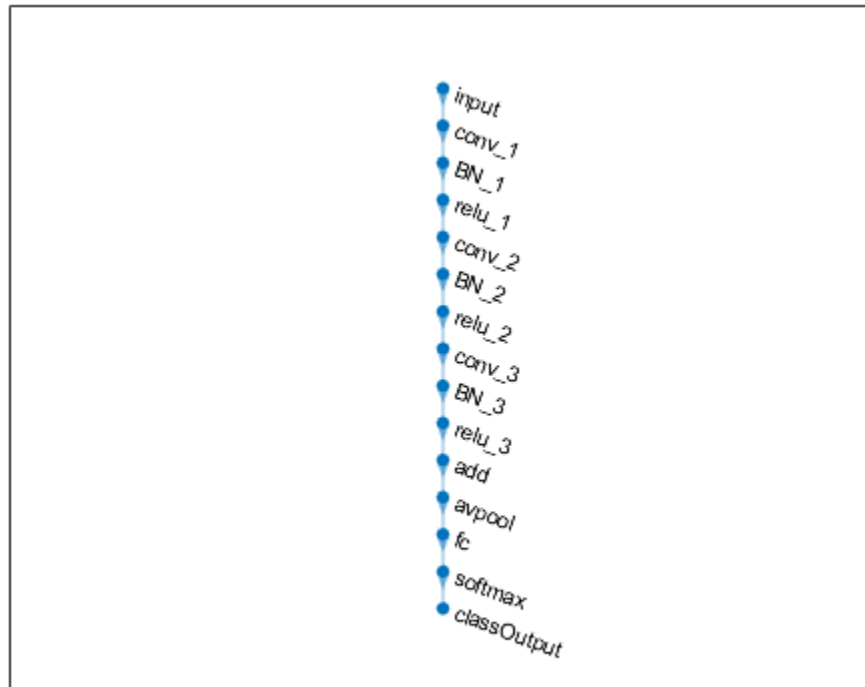 input
conv_1
BN_1
relu_1
conv_2
BN_2
relu_2
conv_3
BN_3
relu_3
add
avpool
fc
softmax
classOutput